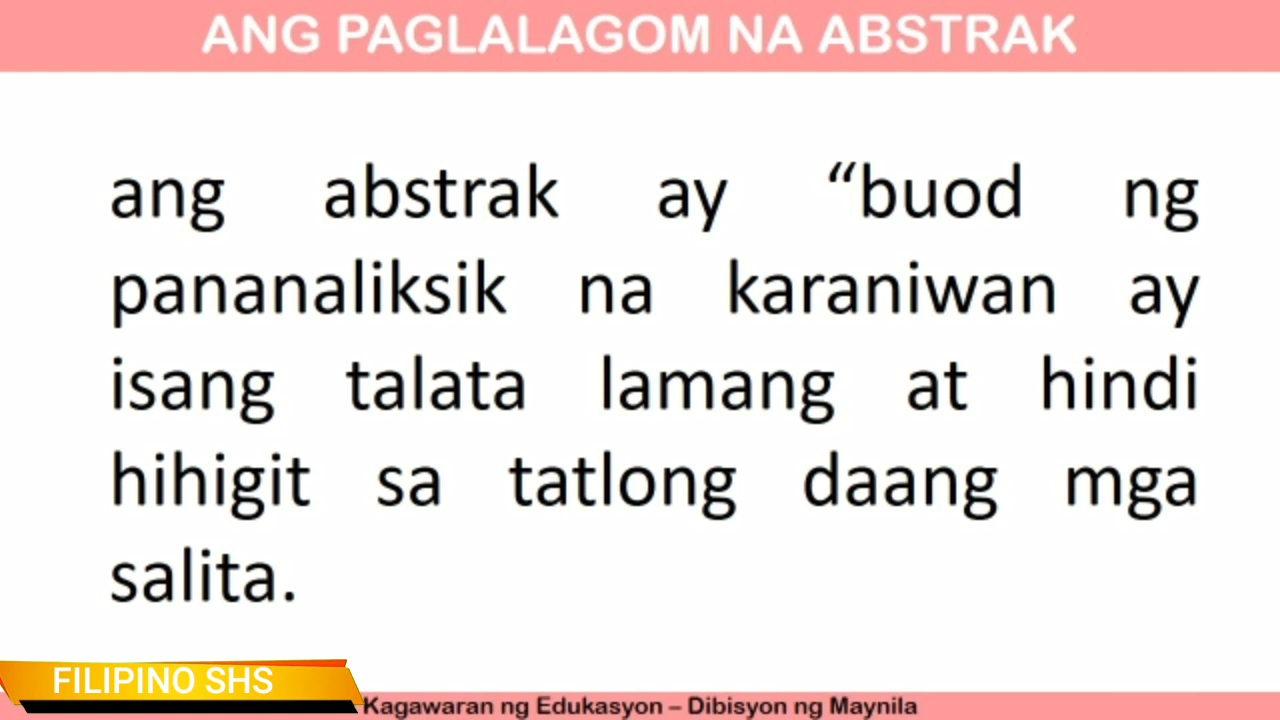 ANG PAGLALAGOM NA ABSTRAK
ang abstrak ay “buod ng
pananaliksik na karaniwan ay
isang talata lamang at hindi
hihigit sa tatlong daang mga
salita.
FILIPINO SHS
Kagawaran ng Edukasyon – Dibisyon ng Maynila